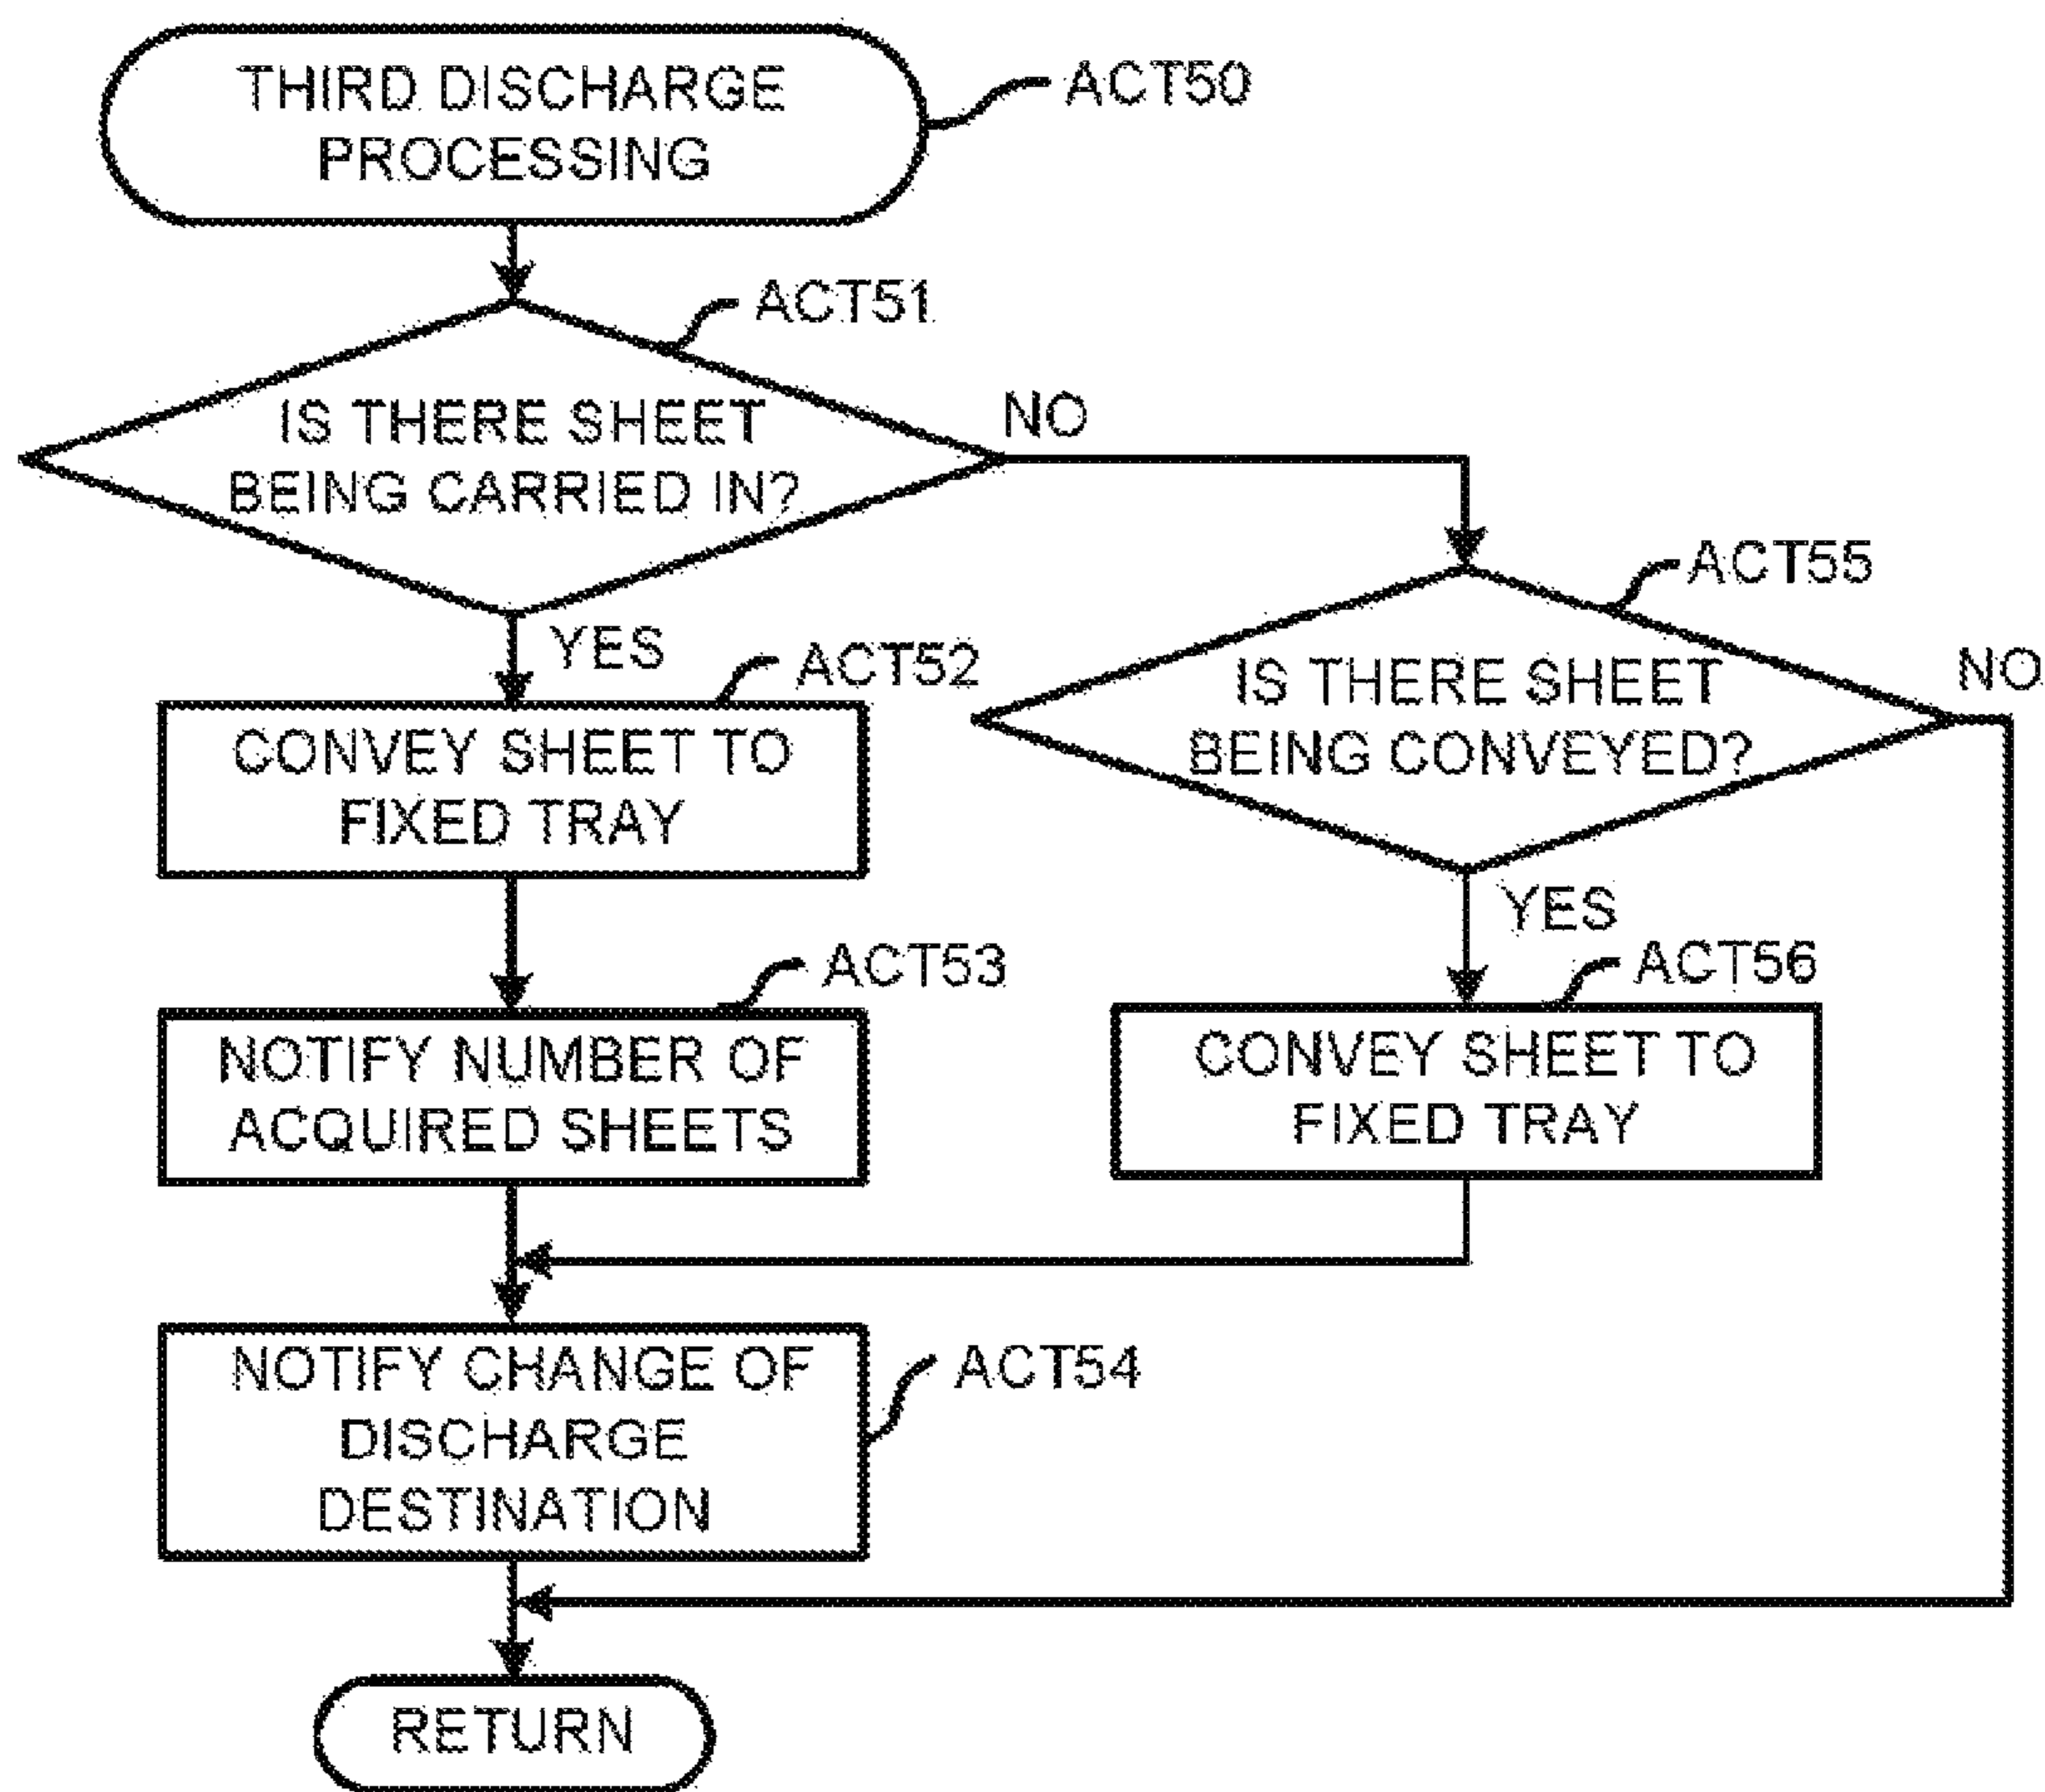 THIRD DISCHARGE
PROCESSING
ACT50
ACT51
IS THERE SHEET
BEING CARRIED IN?
NO
YES
ACT52
CONVEY SHEET TO
FIXED TRAY
ACT53
NOTIFY NUMBER OF
ACQUIRED SHEETS
ACT55
IS THERE SHEET
BEING CONVEYED?
NO
YES
ACT56
CONVEY SHEET TO
FIXED TRAY
NOTIFY CHANGE OF
DISCHARGE
DESTINATION
ACT54
RETURN